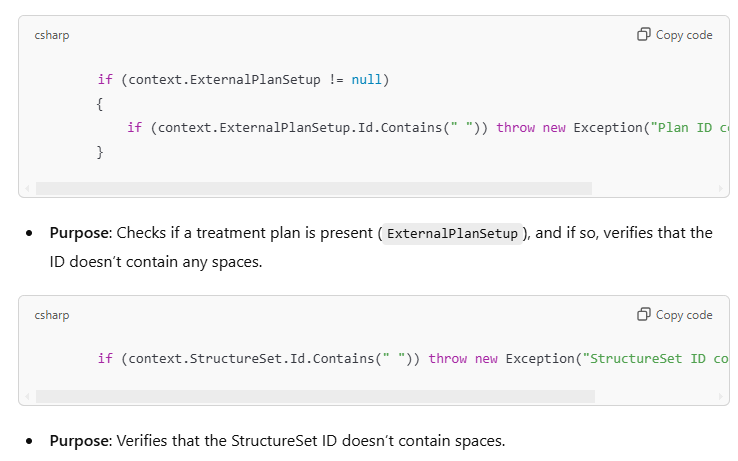 csharp
Copy code
if (context.ExternalPlanSetup != null)
{
if (context.ExternalPlanSetup.Id.Contains(" ")) throw new Exception("Plan ID
}
• Purpose: Checks if a treatment plan is present (ExternalPlanSetup), and if so, verifies that the
ID doesn’t contain any spaces.
csharp
Copy code
if (context.StructureSet.Id.Contains(" ")) throw new Exception("StructureSet ID co
• Purpose: Verifies that the StructureSet ID doesn’t contain spaces.